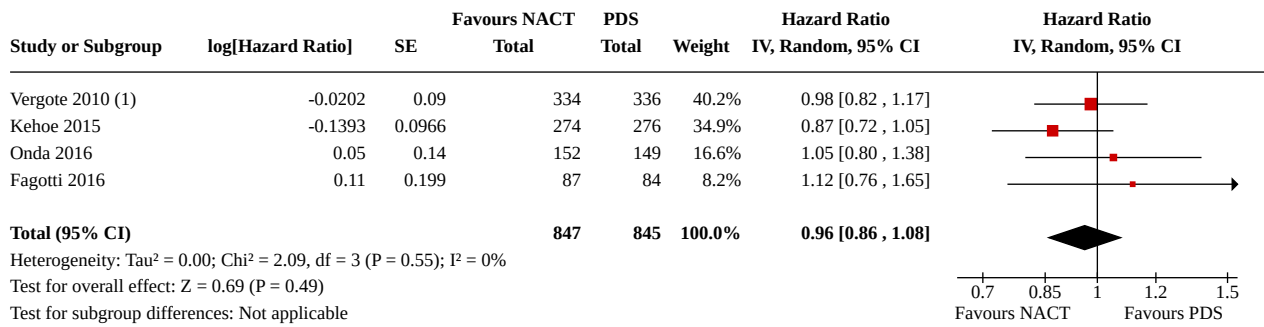 Favours NACT PDS Hazard Ratio Hazard Ratio
Study or Subgroup log[Hazard Ratio] SE Total Total Weight IV, Random, 95% CI IV, Random, 95% CI
Vergote 2010 (1) -0.0202 0.09 334 336 40.2% 0.98 [0.82 , 1.17]
Kehoe 2015 -0.1393 0.0966 274 276 34.9% 0.87 [0.72 , 1.05]
Onda 2016 0.05 0.14 152 149 16.6% 1.05 [0.80 , 1.38]
Fagotti 2016 0.11 0.199 87 84 8.2% 1.12 [0.76 , 1.65]
Total (95% CI) 847 845 100.0% 0.96 [0.86 , 1.08]
Heterogeneity: Tau² = 0.00; Chi² = 2.09, df = 3 (P = 0.55); I² = 0%
Test for overall effect: Z = 0.69 (P = 0.49)
Test for subgroup differences: Not applicable
0.7 0.85 1 1.2 1.5
Favours NACT Favours PDS